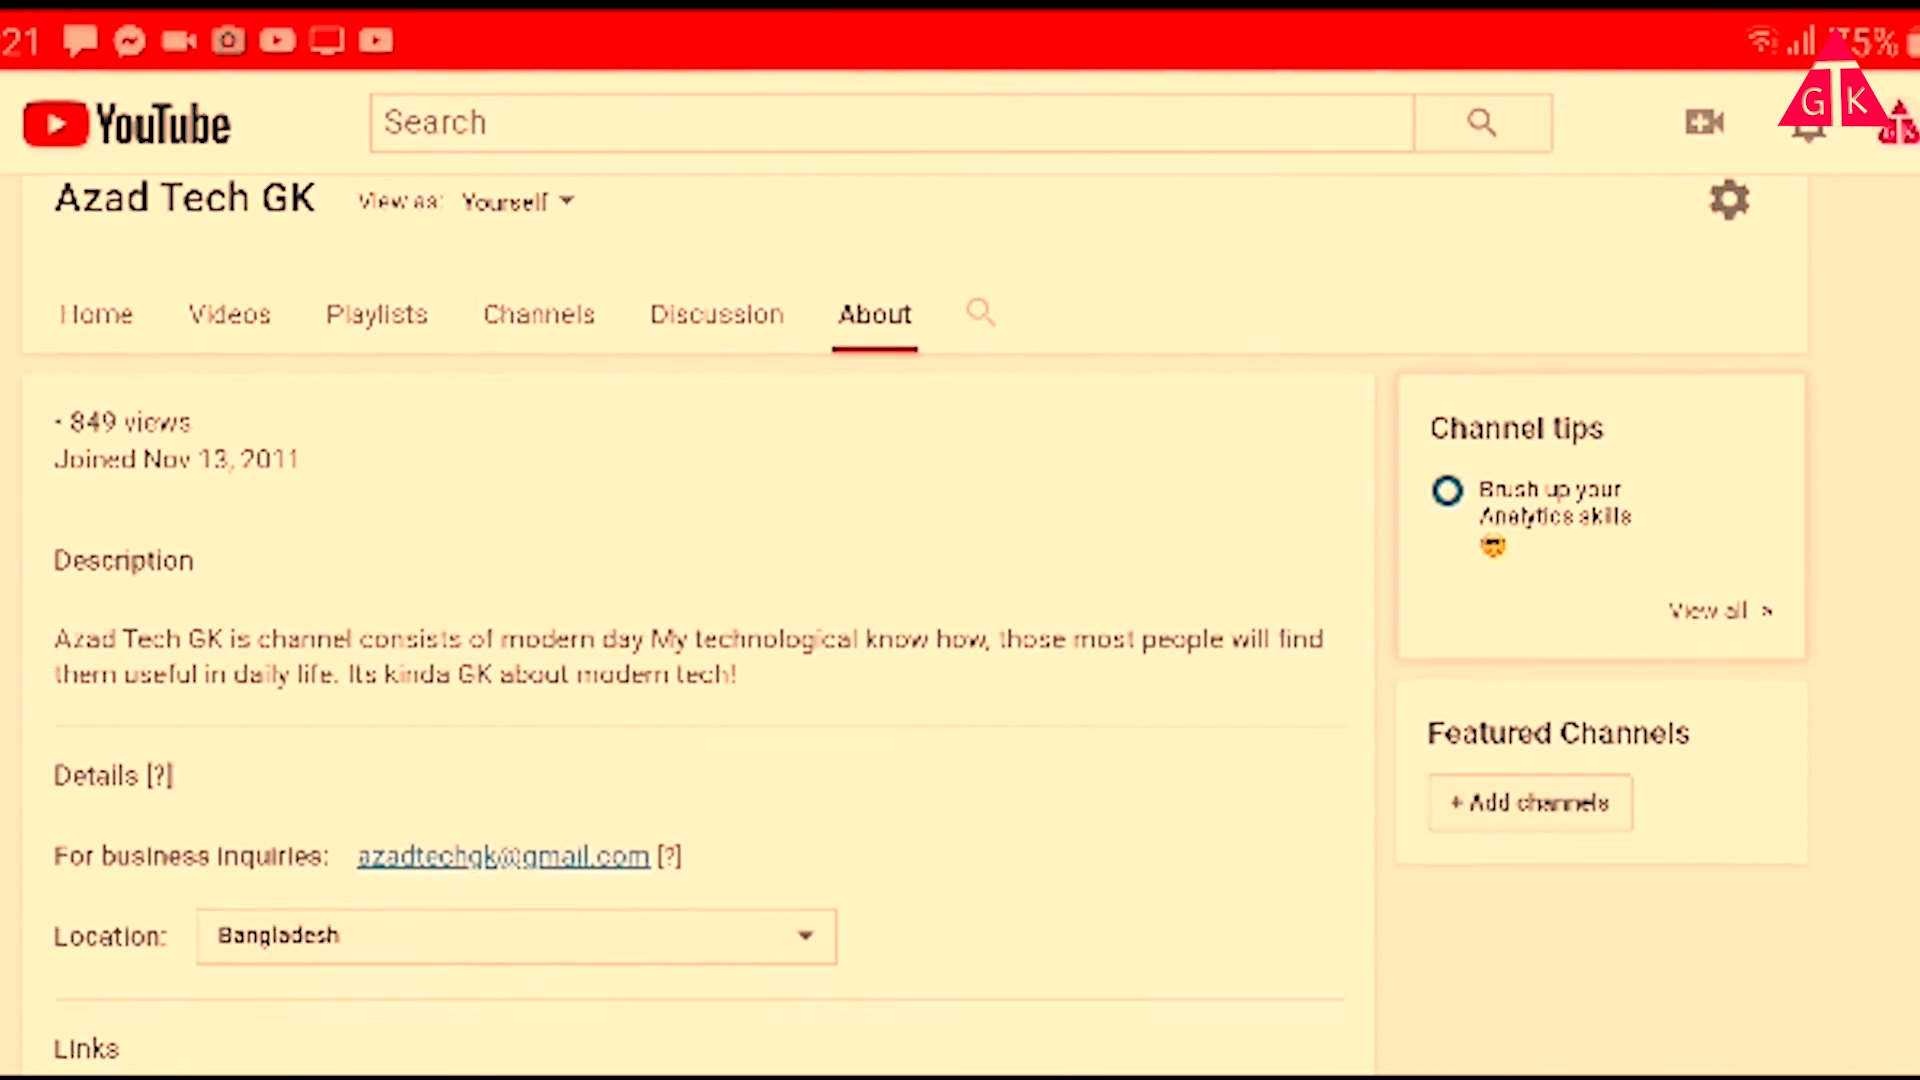 21 75%
YouTube Search
G K
Azad Tech GK View as: Yourself
Home Videos Playlists Channels Discussion About
• 849 views
Joined Nov 13, 2011
Description
Azad Tech GK is channel consists of modern day My technological know how, those most people will find
them useful in daily life. Its kinda GK about modern tech!
Details [?]
For business inquiries: azadtechgk@gmail.com [?]
Location: Bangladesh
Links
Channel tips
Brush up your
Analytics skills
View all »
Featured Channels
+ Add channels